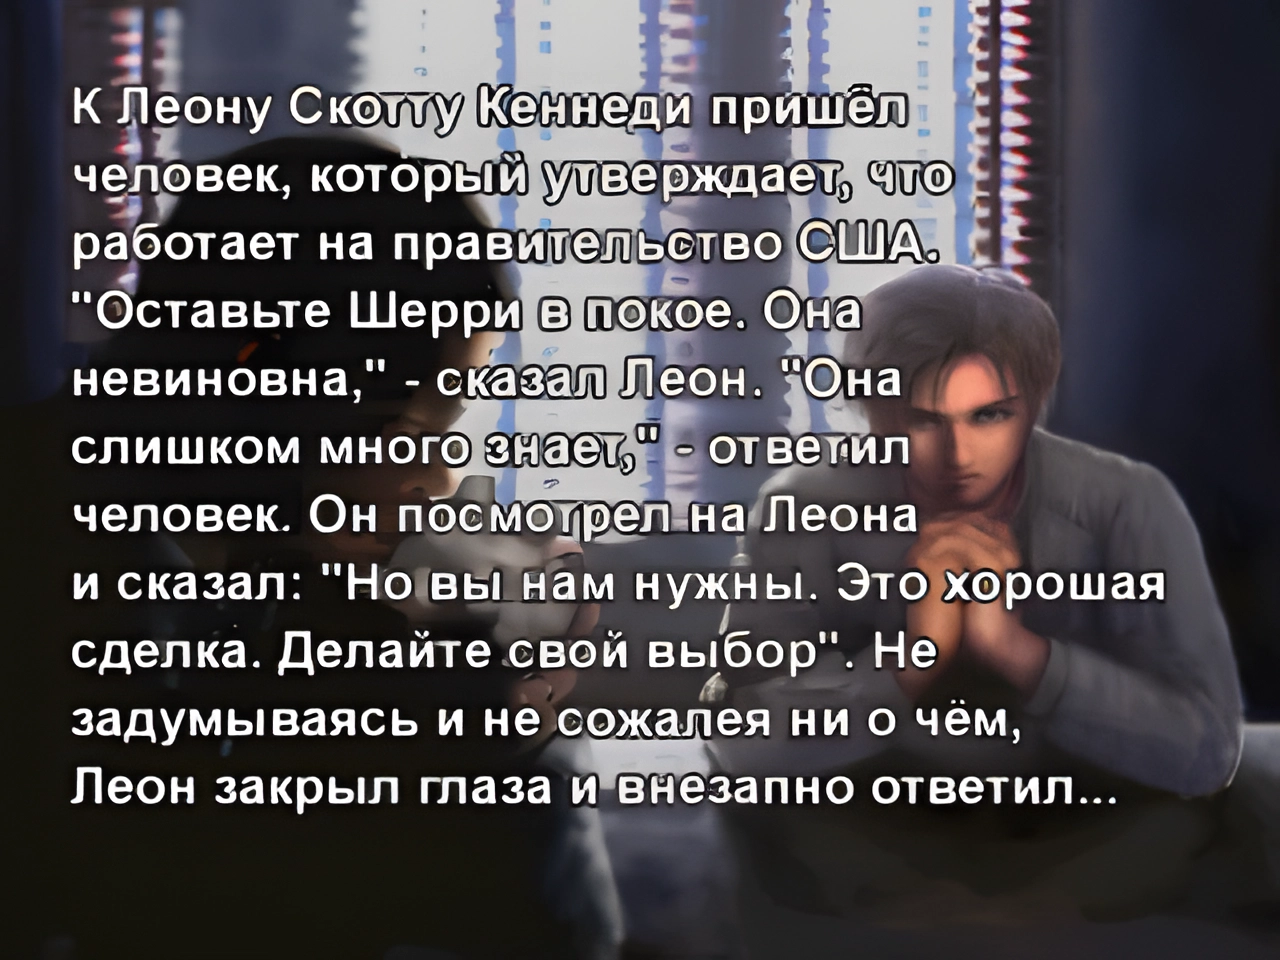 К Леону Скотту Кеннеди пришёл
человек, который утверждает, что
работает на правительство США.
"Оставьте Шерри в покое. Она
невиновна," - сказал Леон. "Она
слишком много знает," - ответил
человек. Он посмотрел на Леона
и сказал: "Но вы нам нужны. Это хорошая
сделка. Делайте свой выбор". Не
задумываясь и не сожалея ни о чём,
Леон закрыл глаза и внезапно ответил...